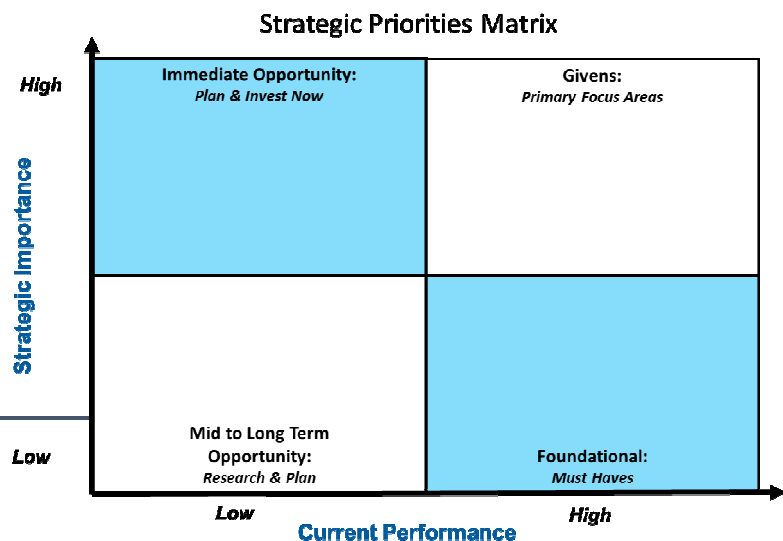 Strategic Priorities Matrix
High
Immediate Opportunity:
Plan & Invest Now
Givens:
Primary Focus Areas
Strategic Importance
Mid to Long Term
Opportunity:
Research & Plan
Foundational:
Must Haves
Low
Low
High
Current Performance